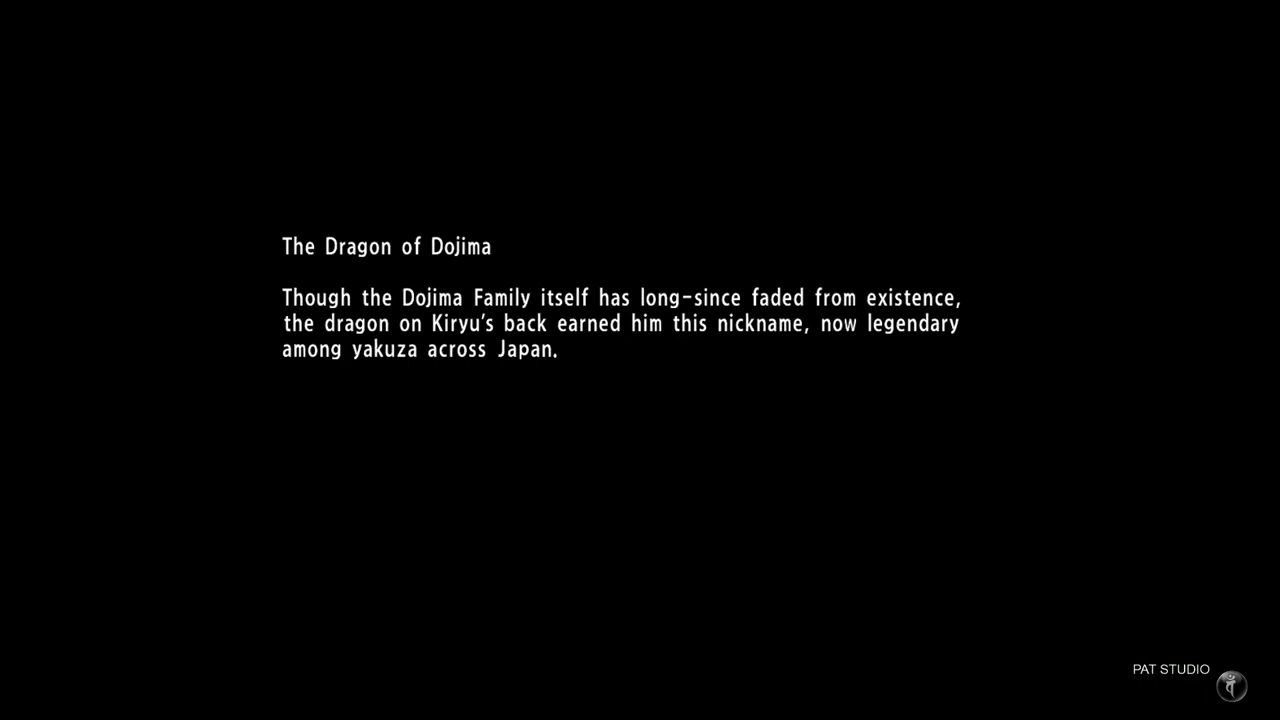 The Dragon of Dojima
Though the Dojima Family itself has long-since faded from existence,
the dragon on Kiryu's back earned him this nickname, now legendary
among yakuza across Japan.
PAT STUDIO